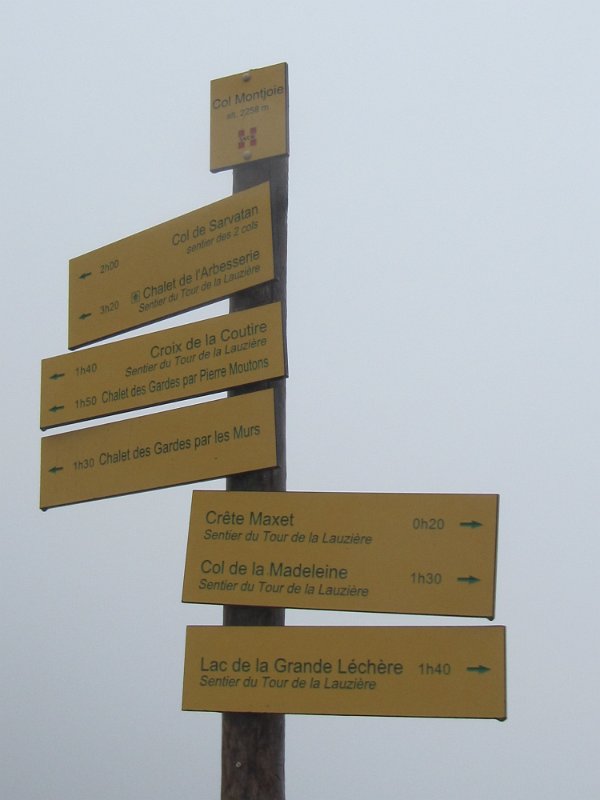 Col Montjoie
alt. 2258 m
Col de Sarvatan
2h00 sentier des 2 cols
3h20 Chalet de l'Arbesserie
Sentier du Tour de la Lauzière
1h40 Croix de la Coutire
Sentier du Tour de la Lauzière
1h50 Chalet des Gardes par Pierre Moutons
1h30 Chalet des Gardes par les Murs
Crête Maxet 0h20
Sentier du Tour de la Lauzière
Col de la Madeleine 1h30
Sentier du Tour de la Lauzière
Lac de la Grande Léchère 1h40
Sentier du Tour de la Lauzière